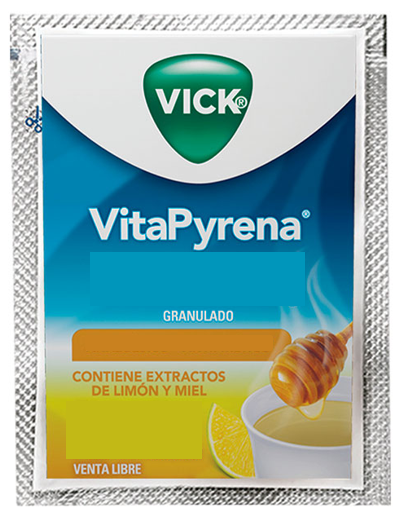 VICK®
VitaPyrena®
GRANULADO
CONTIENE EXTRACTOS
DE LIMÓN Y MIEL
VENTA LIBRE